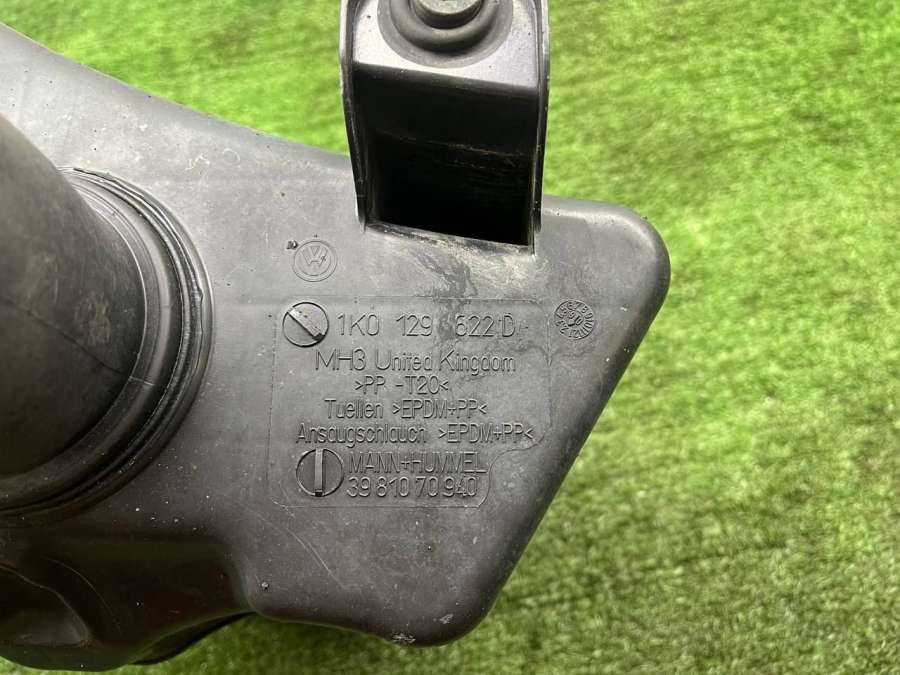 1K0 129 622 D
MH3 United Kingdom
>PP -T20<
Tuellen >EPDM+PP<
Ansaugschlauch >EPDM+PP<
MANN+HUMMEL
39 810 70 940